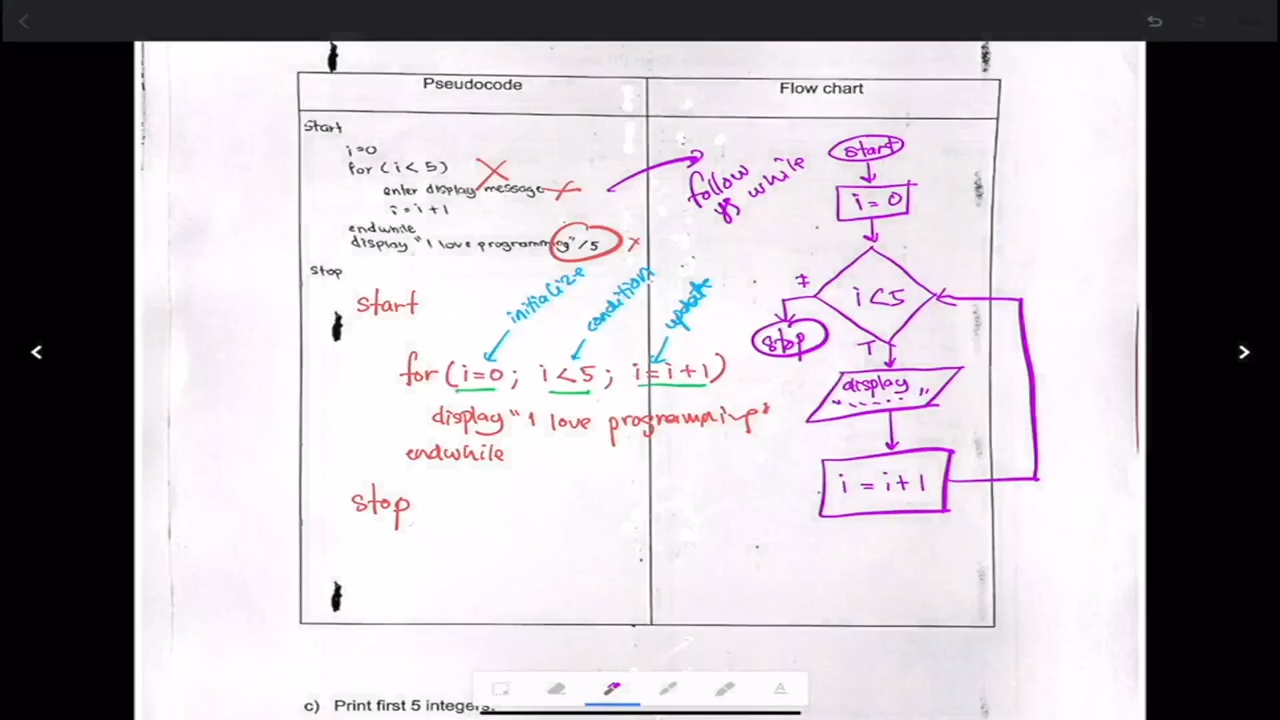 Pseudocode
Flow chart
Start
i=0
for (i < 5)
enter display message
i = i + 1
endwhile
display "I love programming" / 5
Stop
start
initialize
condition
update
for (i=0; i < 5; i = i + 1)
display "I love programming"
endwhile
stop
follow
while
start
i = 0
i < 5
F
stop
T
display
"......"
i = i + 1
c) Print first 5 integers.